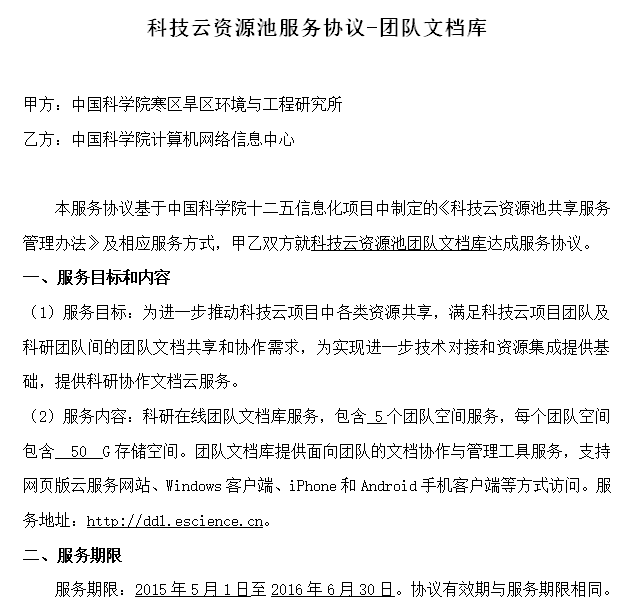 科技云资源池服务协议-团队文档库
甲方：中国科学院寒区旱区环境与工程研究所
乙方：中国科学院计算机网络信息中心
本服务协议基于中国科学院十二五信息化项目中制定的《科技云资源池共享服务
管理办法》及相应服务方式，甲乙双方就科技云资源池团队文档库达成服务协议。
一、服务目标和内容
（1）服务目标：为进一步推动科技云项目中各类资源共享，满足科技云项目团队及
科研团队间的团队文档共享和协作需求，为实现进一步技术对接和资源集成提供基
础，提供科研协作文档云服务。
（2）服务内容：科研在线团队文档库服务，包含 5 个团队空间服务，每个团队空间
包含 50 G 存储空间。团队文档库提供面向团队的文档协作与管理工具服务，支持
网页版云服务网站、Windows 客户端、iPhone 和 Android 手机客户端等方式访问。服
务地址：http://ddl.escience.cn。
二、服务期限
服务期限：2015 年 5 月 1 日至 2016 年 6 月 30 日。协议有效期与服务期限相同。